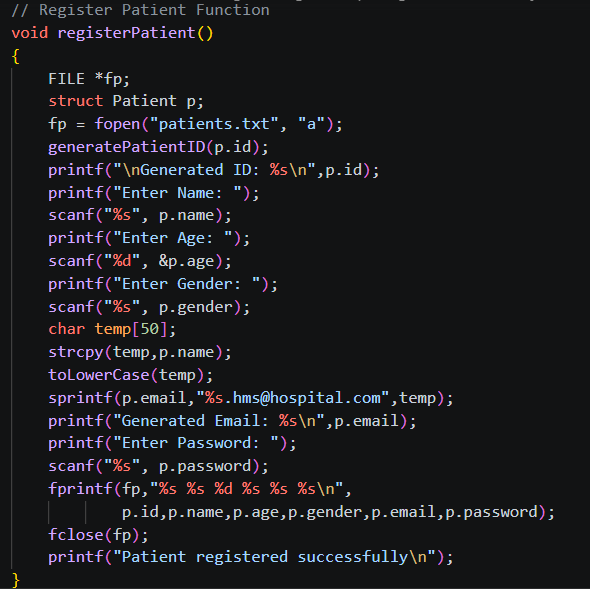 // Register Patient Function
void registerPatient()
{
    FILE *fp;
    struct Patient p;
    fp = fopen("patients.txt", "a");
    generatePatientID(p.id);
    printf("\nGenerated ID: %s\n",p.id);
    printf("Enter Name: ");
    scanf("%s", p.name);
    printf("Enter Age: ");
    scanf("%d", &p.age);
    printf("Enter Gender: ");
    scanf("%s", p.gender);
    char temp[50];
    strcpy(temp,p.name);
    toLowerCase(temp);
    sprintf(p.email,"%s.hms@hospital.com",temp);
    printf("Generated Email: %s\n",p.email);
    printf("Enter Password: ");
    scanf("%s", p.password);
    fprintf(fp,"%s %s %d %s %s %s\n",
            p.id,p.name,p.age,p.gender,p.email,p.password);
    fclose(fp);
    printf("Patient registered successfully\n");
}